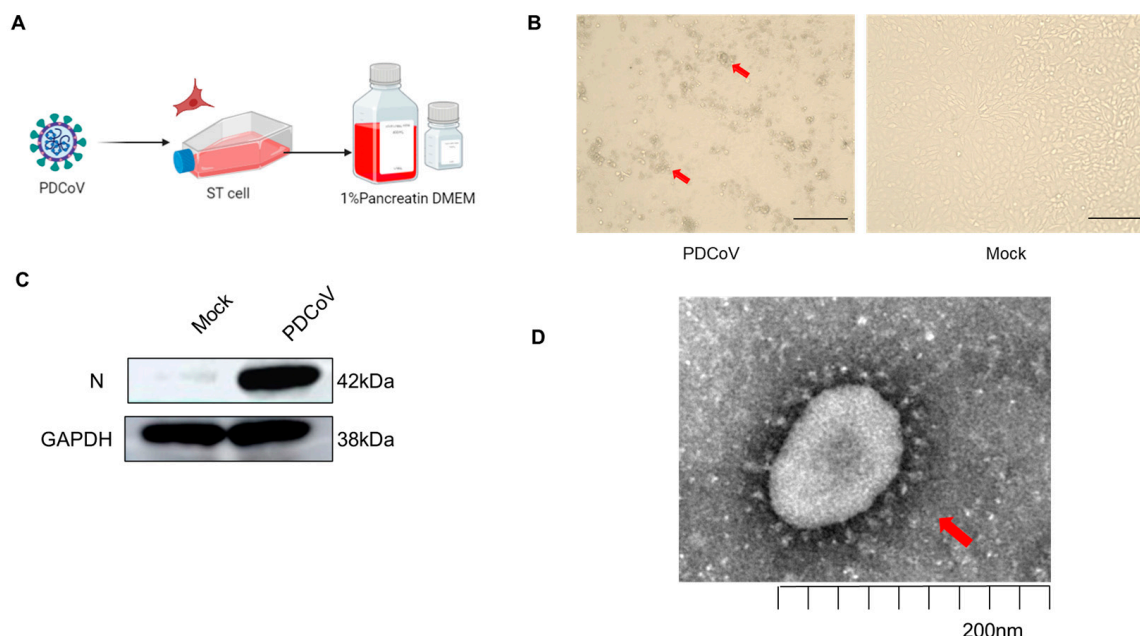 A
PDCoV
ST cell
1%Pancreatin DMEM
B
PDCoV
Mock
C
Mock
PDCoV
N
42kDa
GAPDH
38kDa
D
200nm